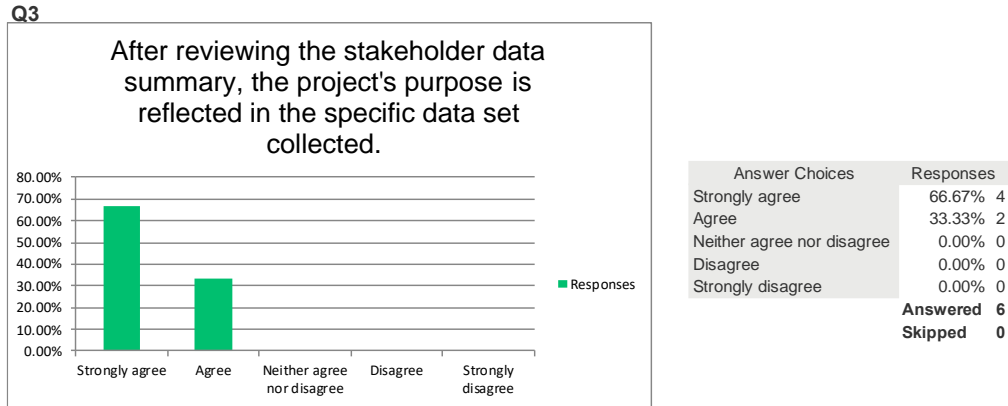 Q3
After reviewing the stakeholder data
summary, the project's purpose is
reflected in the specific data set
collected.
80.00%
70.00%
60.00%
50.00%
40.00%
30.00%
20.00%
10.00%
0.00%
Strongly agree
Agree
Neither agree
nor disagree
Disagree
Strongly
disagree
Responses
Answer Choices Responses
Strongly agree 66.67% 4
Agree 33.33% 2
Neither agree nor disagree 0.00% 0
Disagree 0.00% 0
Strongly disagree 0.00% 0
Answered 6
Skipped 0